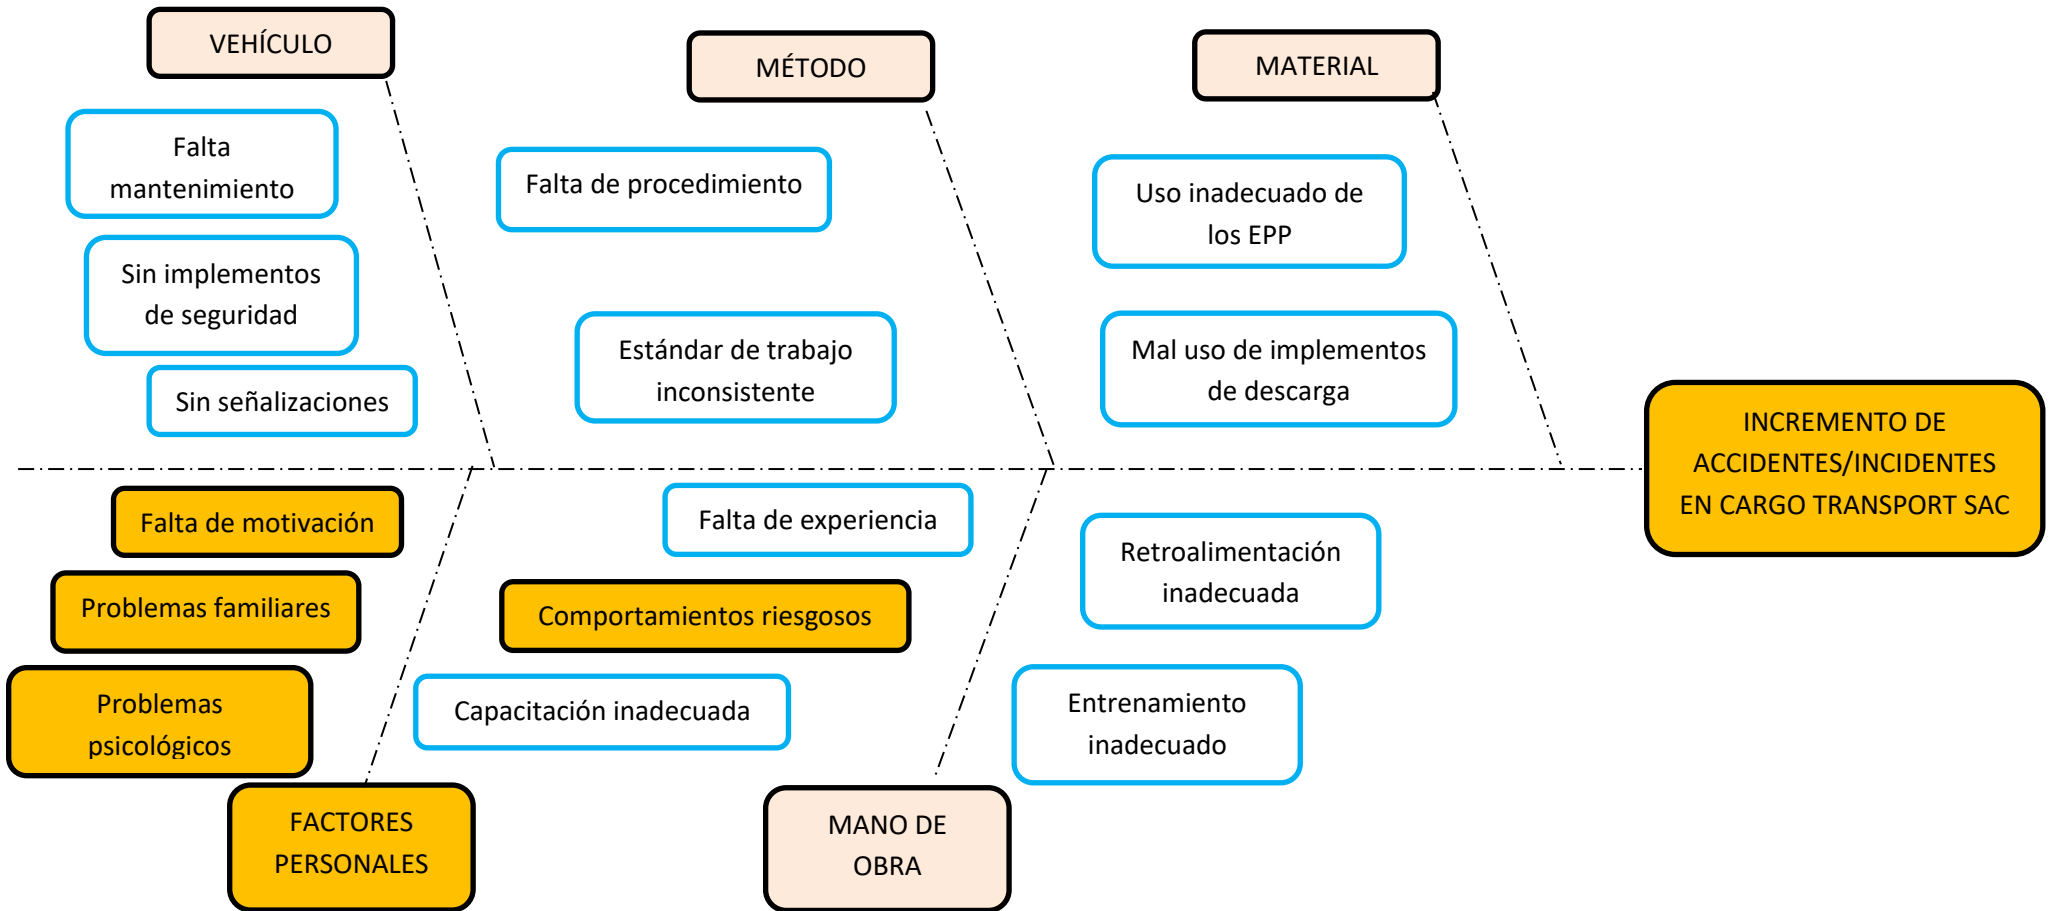 VEHÍCULO
MÉTODO
MATERIAL
Falta
mantenimiento
Falta de procedimiento
Uso inadecuado de
los EPP
Sin implementos
de seguridad
Estándar de trabajo
inconsistente
Mal uso de implementos
de descarga
Sin señalizaciones
INCREMENTO DE
ACCIDENTES/INCIDENTES
EN CARGO TRANSPORT SAC
Falta de motivación
Falta de experiencia
Retroalimentación
inadecuada
Problemas familiares
Comportamientos riesgosos
Problemas
psicológicos
Capacitación inadecuada
Entrenamiento
inadecuado
FACTORES
PERSONALES
MANO DE
OBRA